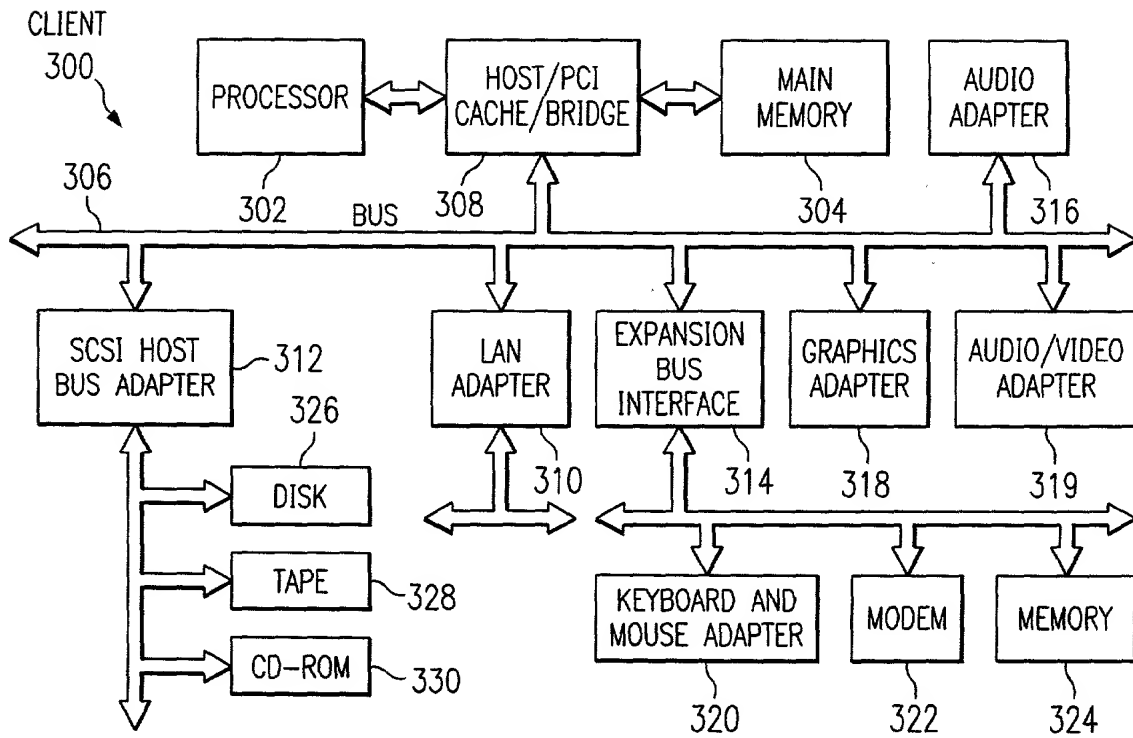 CLIENT
300
PROCESSOR
302
HOST/PCI
CACHE/BRIDGE
308
MAIN
MEMORY
304
AUDIO
ADAPTER
316
306
BUS
SCSI HOST
BUS ADAPTER
312
LAN
ADAPTER
310
EXPANSION
BUS
INTERFACE
314
GRAPHICS
ADAPTER
318
AUDIO/VIDEO
ADAPTER
319
326
DISK
TAPE
328
CD-ROM
330
KEYBOARD AND
MOUSE ADAPTER
320
MODEM
322
MEMORY
324